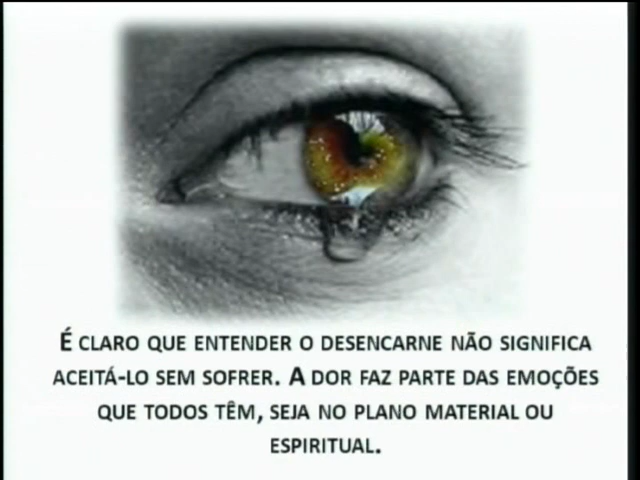 É CLARO QUE ENTENDER O DESENCARNE NÃO SIGNIFICA
ACEITÁ-LO SEM SOFRER. A DOR FAZ PARTE DAS EMOÇÕES
QUE TODOS TÊM, SEJA NO PLANO MATERIAL OU
ESPIRITUAL.